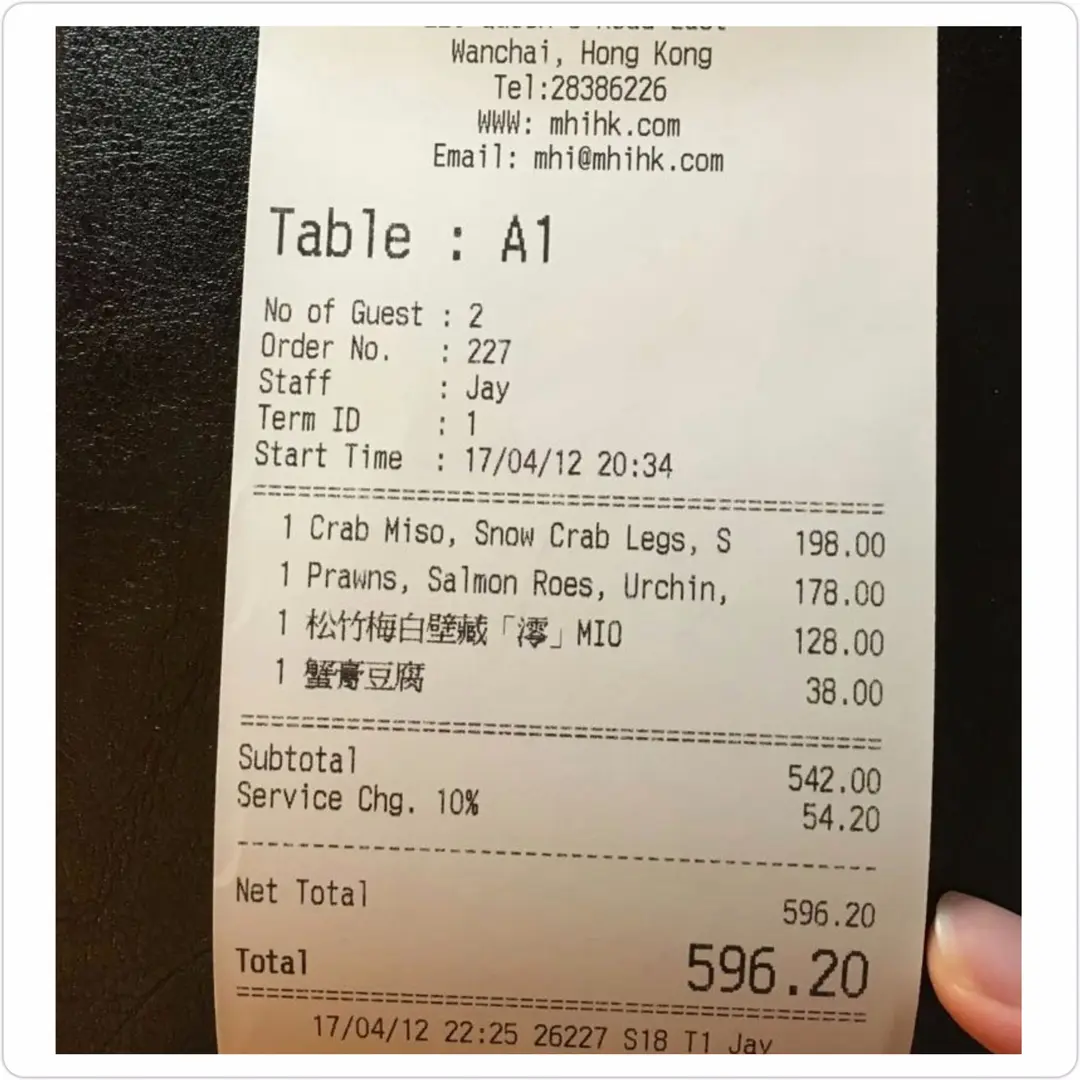 Wanchai, Hong Kong
Tel:28386226
WWW: mhihk.com
Email: mhi@mhihk.com
Table : A1
No of Guest : 2
Order No. : 227
Staff : Jay
Term ID : 1
Start Time : 17/04/12 20:34
1 Crab Miso, Snow Crab Legs, S 198.00
1 Prawns, Salmon Roes, Urchin, 178.00
1 松竹梅白壁藏「澪」MIO 128.00
1 蟹膏豆腐 38.00
Subtotal 542.00
Service Chg. 10% 54.20
Net Total 596.20
Total 596.20
17/04/12 22:25 26227 S18 T1 Jay